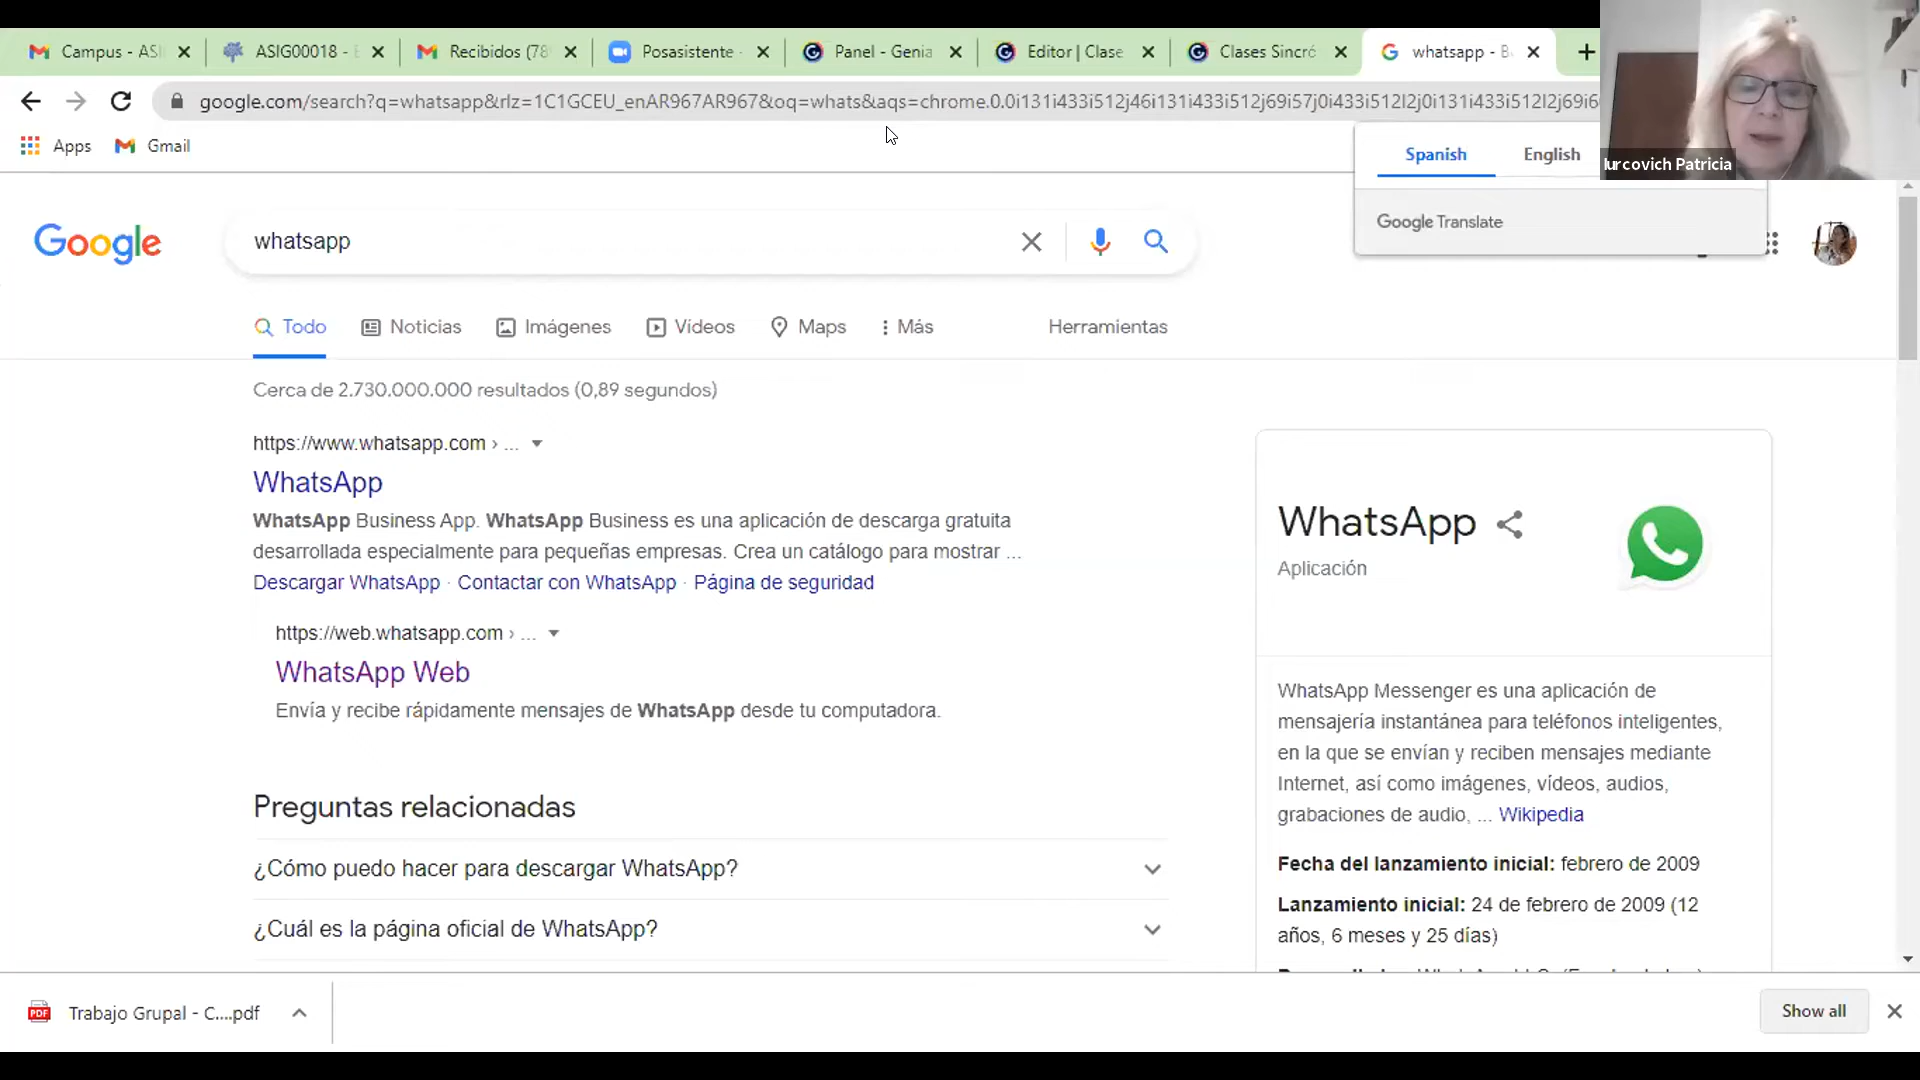 Campus - ASI
ASIG00018 - E
Recibidos (78
Posasistente -
Panel - Genia
Editor | Clase
Clases Sincró
whatsapp - B
google.com/search?q=whatsapp&rlz=1C1GCEU_enAR967AR967&oq=whats&aqs=chrome.0.0i131i433i512j46i131i433i512j69i57j0i433i512l2j0i131i433i512l2j69i6
Apps
Gmail
Spanish
English
Google Translate
Iurcovich Patricia
Google
whatsapp
Todo
Noticias
Imágenes
Videos
Maps
Más
Herramientas
Cerca de 2.730.000.000 resultados (0,89 segundos)
https://www.whatsapp.com › ...
WhatsApp
WhatsApp Business App. WhatsApp Business es una aplicación de descarga gratuita
desarrollada especialmente para pequeñas empresas. Crea un catálogo para mostrar ...
Descargar WhatsApp · Contactar con WhatsApp · Página de seguridad
https://web.whatsapp.com › ...
WhatsApp Web
Envía y recibe rápidamente mensajes de WhatsApp desde tu computadora.
Preguntas relacionadas
¿Cómo puedo hacer para descargar WhatsApp?
¿Cuál es la página oficial de WhatsApp?
WhatsApp
Aplicación
WhatsApp Messenger es una aplicación de
mensajería instantánea para teléfonos inteligentes,
en la que se envían y reciben mensajes mediante
Internet, así como imágenes, vídeos, audios,
grabaciones de audio, ... Wikipedia
Fecha del lanzamiento inicial: febrero de 2009
Lanzamiento inicial: 24 de febrero de 2009 (12
años, 6 meses y 25 días)
PDF
Trabajo Grupal - C....pdf
Show all